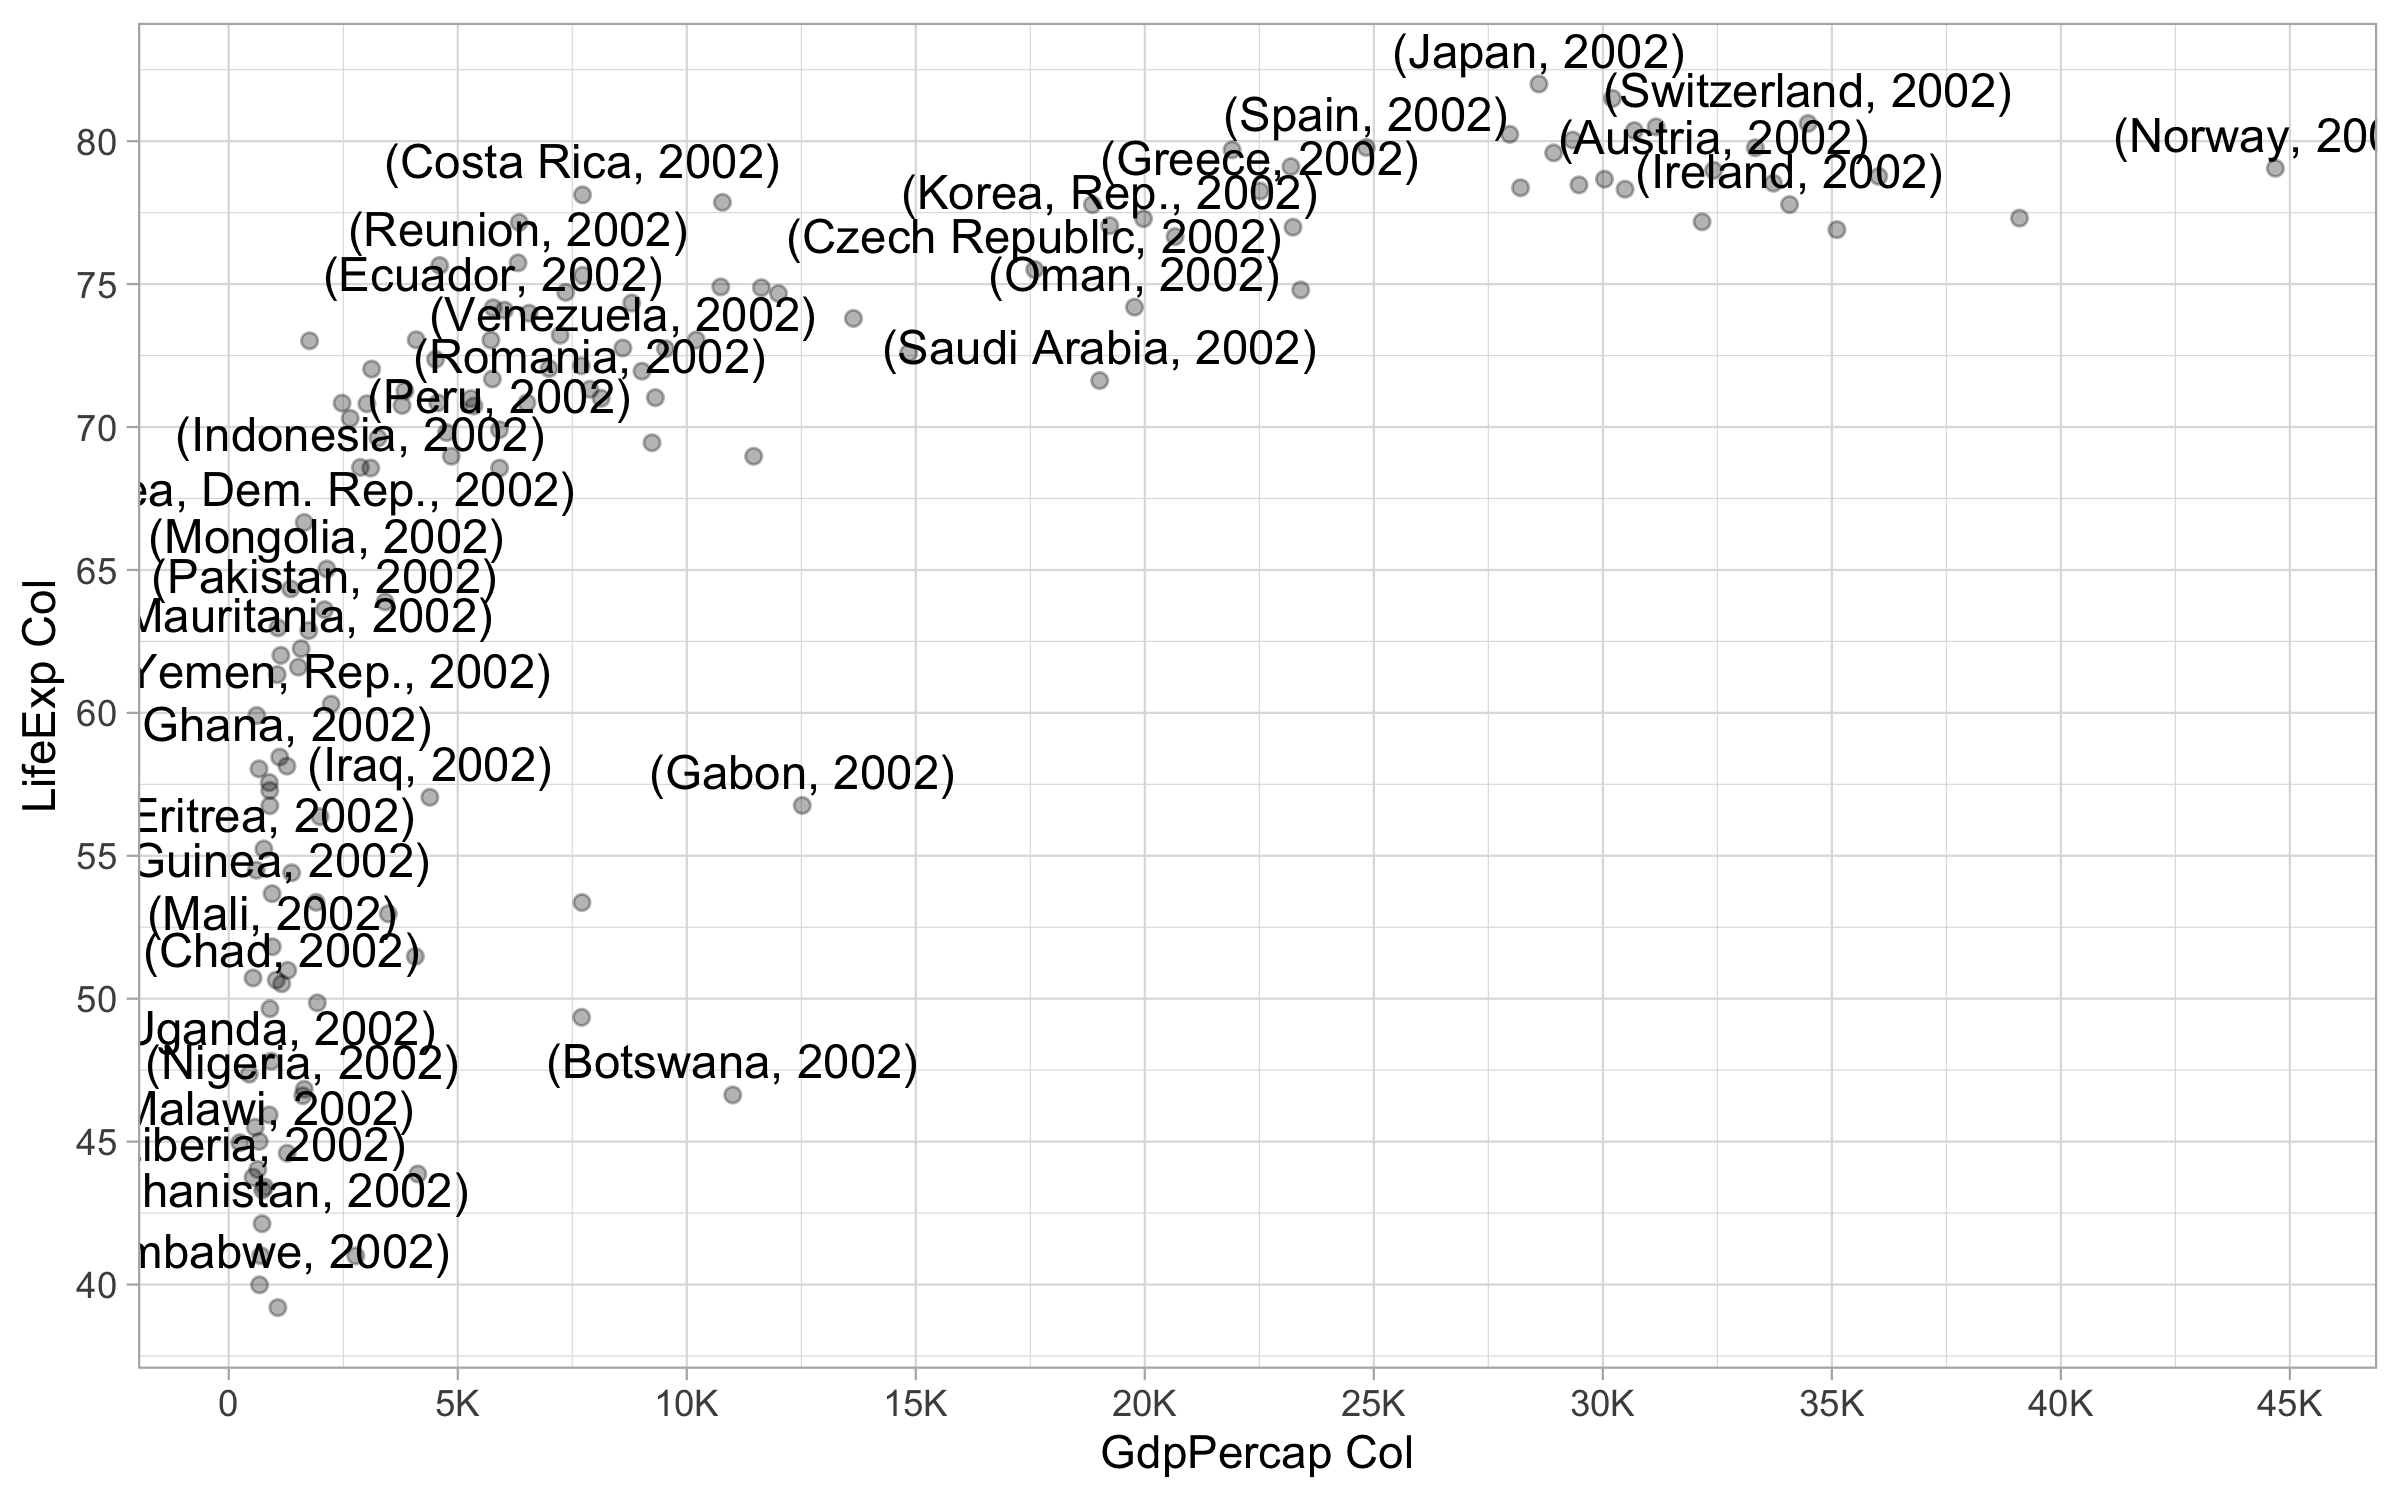 (Japan, 2002)
(Switzerland, 2002)
(Spain, 2002)
(Austria, 2002)
(Norway, 200
(Costa Rica, 2002)
(Greece, 2002)
(Ireland, 2002)
(Korea, Rep., 2002)
(Reunion, 2002)
(Czech Republic, 2002)
(Ecuador, 2002)
(Oman, 2002)
(Venezuela, 2002)
(Saudi Arabia, 2002)
(Romania, 2002)
(Peru, 2002)
(Indonesia, 2002)
ea, Dem. Rep., 2002)
(Mongolia, 2002)
(Pakistan, 2002)
Mauritania, 2002)
Yemen, Rep., 2002)
Ghana, 2002)
(Iraq, 2002)
(Gabon, 2002)
Eritrea, 2002)
Guinea, 2002)
(Mali, 2002)
(Chad, 2002)
Uganda, 2002)
(Nigeria, 2002)
(Botswana, 2002)
Malawi, 2002)
iberia, 2002)
hanistan, 2002)
mbabwe, 2002)
80
75
70
65
60
55
50
45
40
LifeExp Col
0 5K 10K 15K 20K 25K 30K 35K 40K 45K
GdpPercap Col